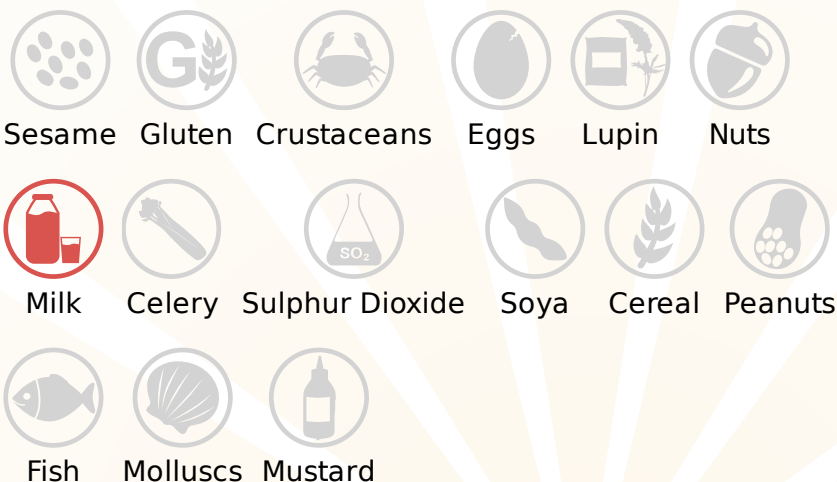 G
Sesame Gluten Crustaceans Eggs Lupin Nuts
SO₂
Milk Celery Sulphur Dioxide Soya Cereal Peanuts
Fish Molluscs Mustard